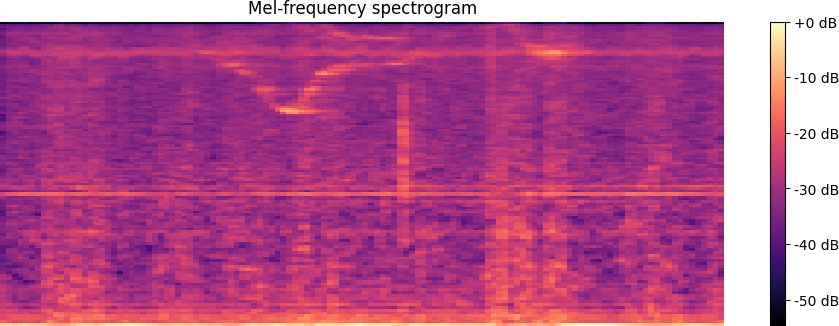 Mel-frequency spectrogram
+0 dB
-10 dB
-20 dB
-30 dB
-40 dB
-50 dB